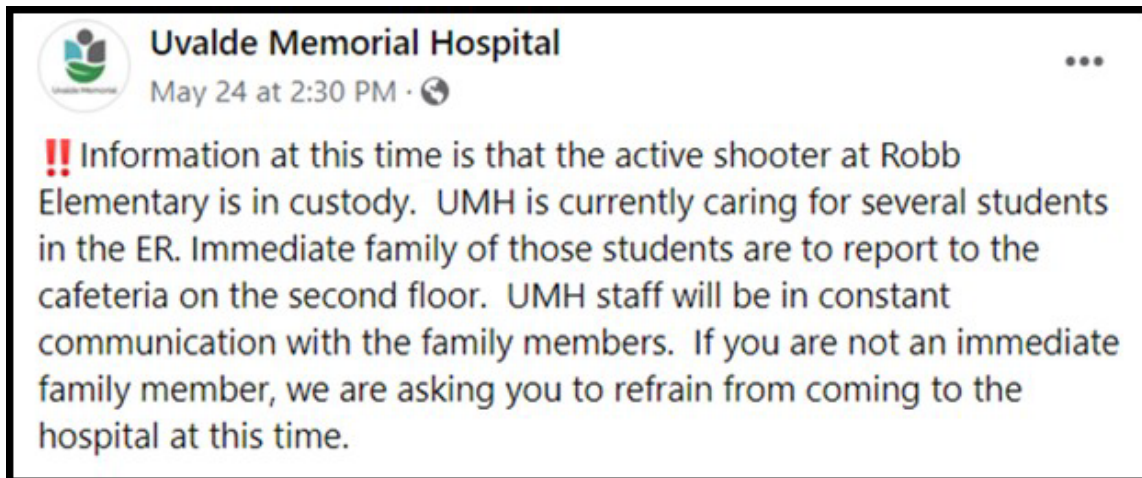 Uvalde Memorial Hospital
May 24 at 2:30 PM ·
Uvalde Memorial
‼️Information at this time is that the active shooter at Robb
Elementary is in custody.  UMH is currently caring for several students
in the ER. Immediate family of those students are to report to the
cafeteria on the second floor.  UMH staff will be in constant
communication with the family members.  If you are not an immediate
family member, we are asking you to refrain from coming to the
hospital at this time.